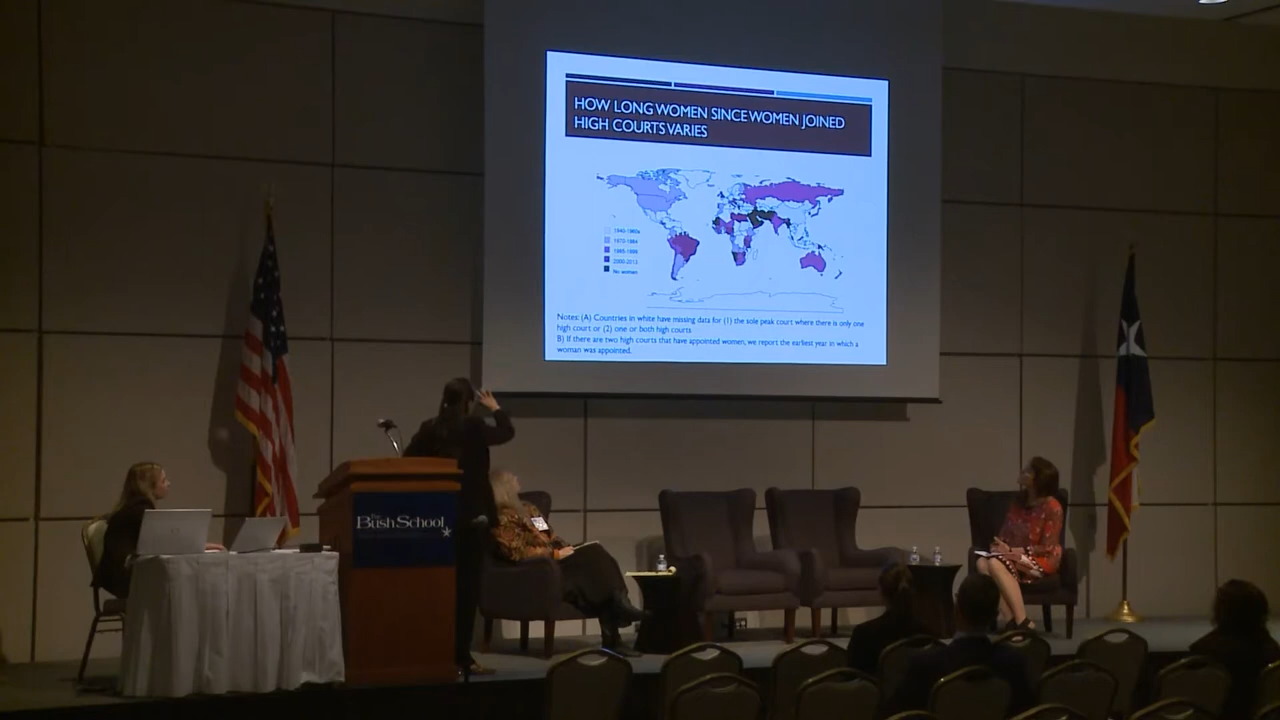 HOW LONG WOMEN SINCE WOMEN JOINED
HIGH COURTS VARIES
1940-1960s
1970-1984
1985-1999
2000-2013
No women
Notes: (A) Countries in white have missing data for (1) the sole peak court where there is only one
high court or (2) one or both high courts
B) If there are two high courts that have appointed women, we report the earliest year in which a
woman was appointed.
The
Bush School